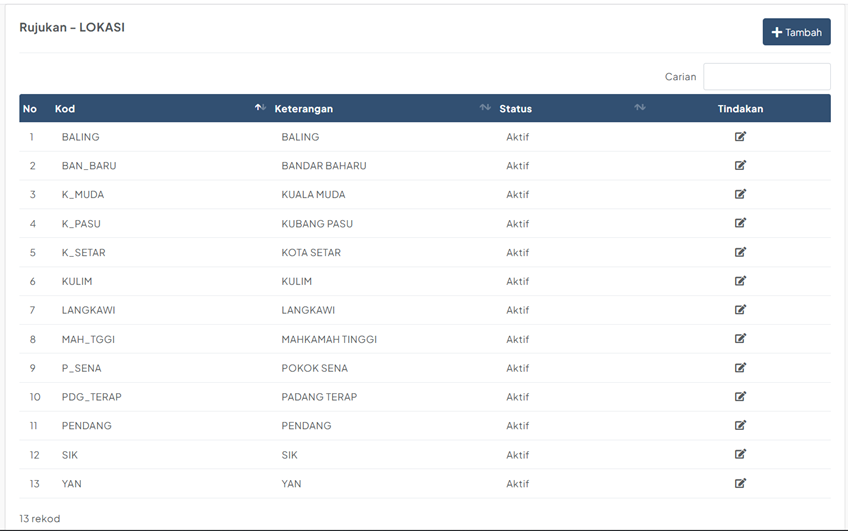 Rujukan - LOKASI
Tambah
Carian
No Kod Keterangan Status Tindakan
1 BALING BALING Aktif
2 BAN_BARU BANDAR BAHARU Aktif
3 K_MUDA KUALA MUDA Aktif
4 K_PASU KUBANG PASU Aktif
5 K_SETAR KOTA SETAR Aktif
6 KULIM KULIM Aktif
7 LANGKAWI LANGKAWI Aktif
8 MAH_TGGI MAHKAMAH TINGGI Aktif
9 P_SENA POKOK SENA Aktif
10 PDG_TERAP PADANG TERAP Aktif
11 PENDANG PENDANG Aktif
12 SIK SIK Aktif
13 YAN YAN Aktif
13 rekod